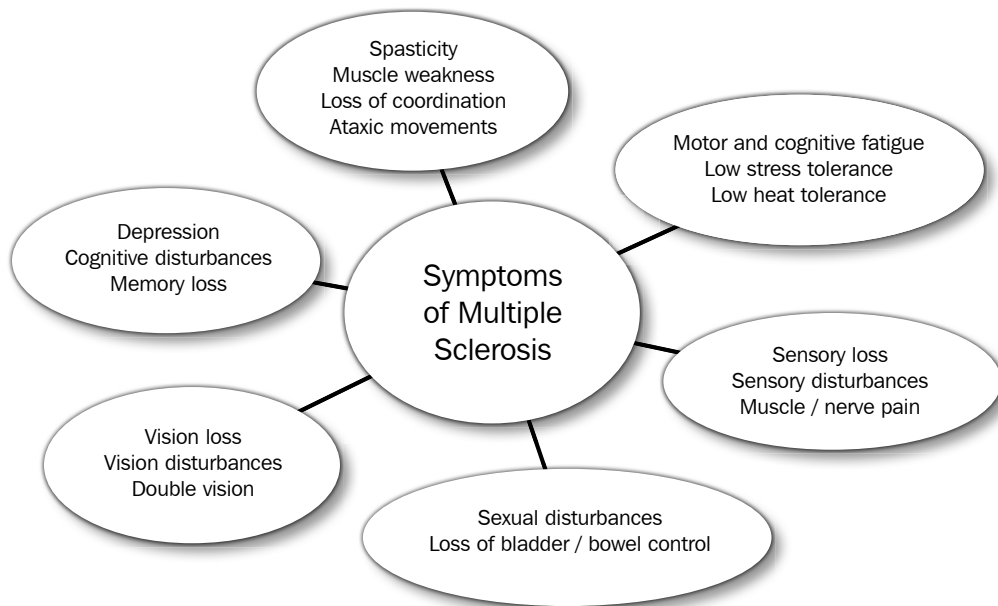 Spasticity
Muscle weakness
Loss of coordination
Ataxic movements
Motor and cognitive fatigue
Low stress tolerance
Low heat tolerance
Depression
Cognitive disturbances
Memory loss
Symptoms
of Multiple
Sclerosis
Sensory loss
Sensory disturbances
Muscle / nerve pain
Vision loss
Vision disturbances
Double vision
Sexual disturbances
Loss of bladder / bowel control